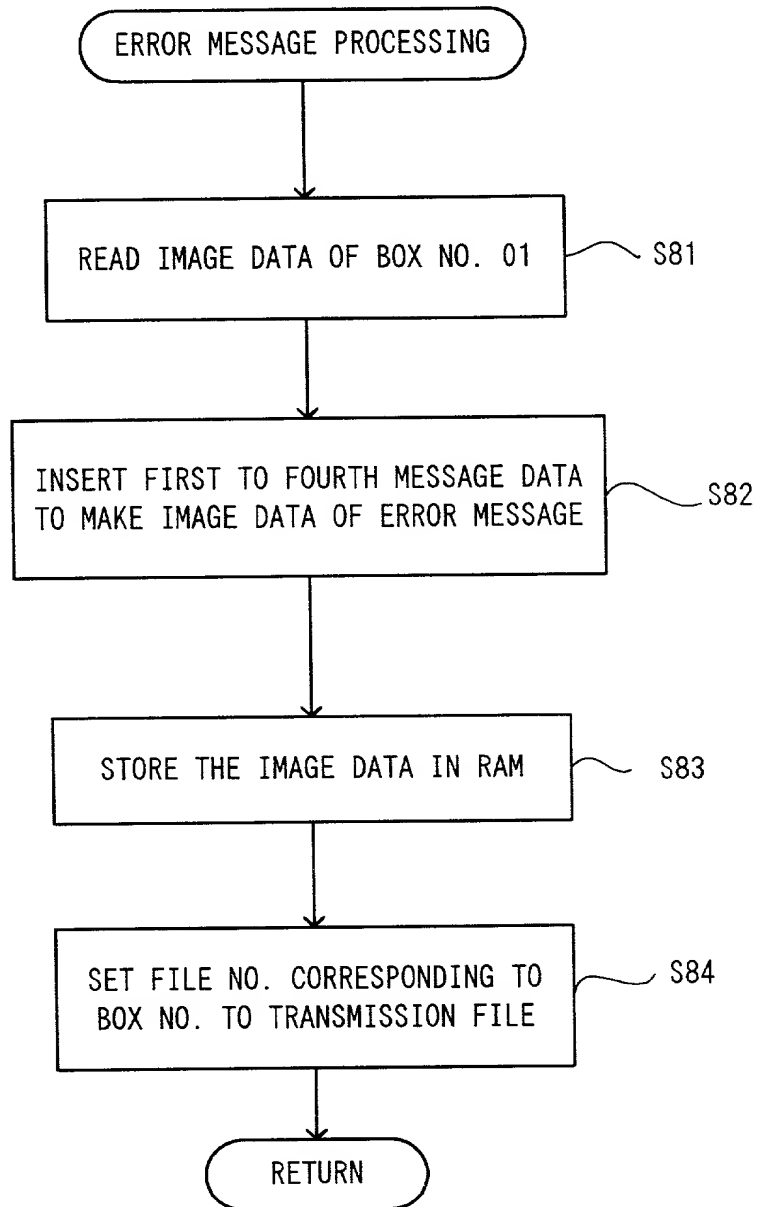 ERROR MESSAGE PROCESSING
READ IMAGE DATA OF BOX NO. 01
S81
INSERT FIRST TO FOURTH MESSAGE DATA
TO MAKE IMAGE DATA OF ERROR MESSAGE
S82
STORE THE IMAGE DATA IN RAM
S83
SET FILE NO. CORRESPONDING TO
BOX NO. TO TRANSMISSION FILE
S84
RETURN